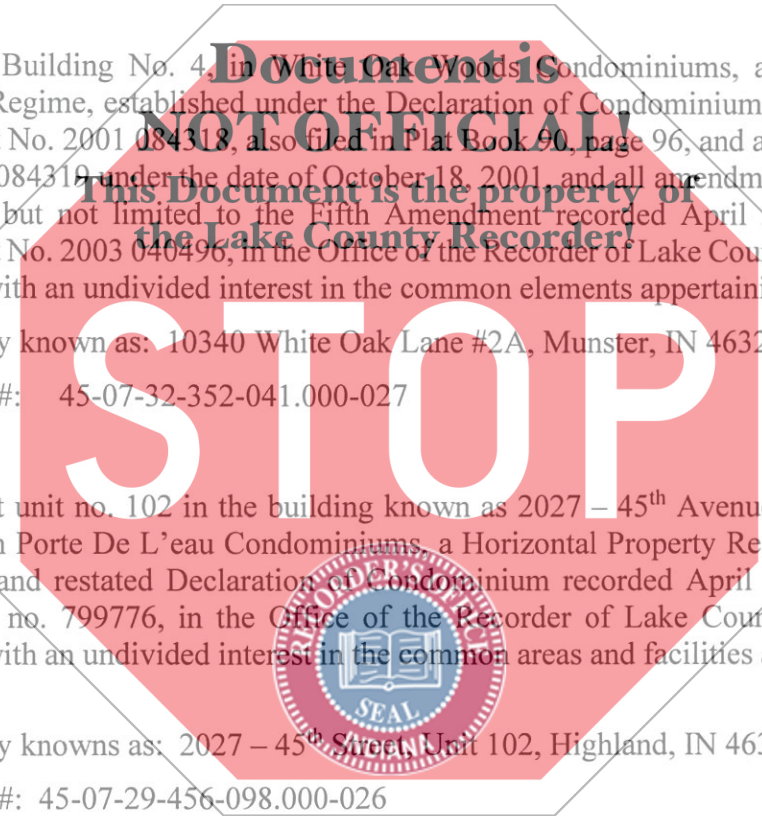 Building No. 4, in White Oak Woods Condominiums, a
Regime, established under the Declaration of Condominium
No. 2001 084318, also filed in Plat Book 90, page 96, and a
under the date of October 18, 2001, and all amendm
but not limited to the Fifth Amendment recorded April
No. 2003 040496, in the Office of the Recorder of Lake Cou
with an undivided interest in the common elements appertaini
y known as: 10340 White Oak Lane #2A, Munster, IN 4632
#: 45-07-32-352-041.000-027
t unit no. 102 in the building known as 2027 – 45th Avenue
n Porte De L'eau Condominiums, a Horizontal Property Re
and restated Declaration of Condominium recorded April
no. 799776, in the Office of the Recorder of Lake Coun
with an undivided interest in the common areas and facilities
y knowns as: 2027 – 45th Street, Unit 102, Highland, IN 463
#: 45-07-29-456-098.000-026
Document is
NOT OFFICIAL!
This Document is the property of
the Lake County Recorder!
STOP
SEAL
INDIANA